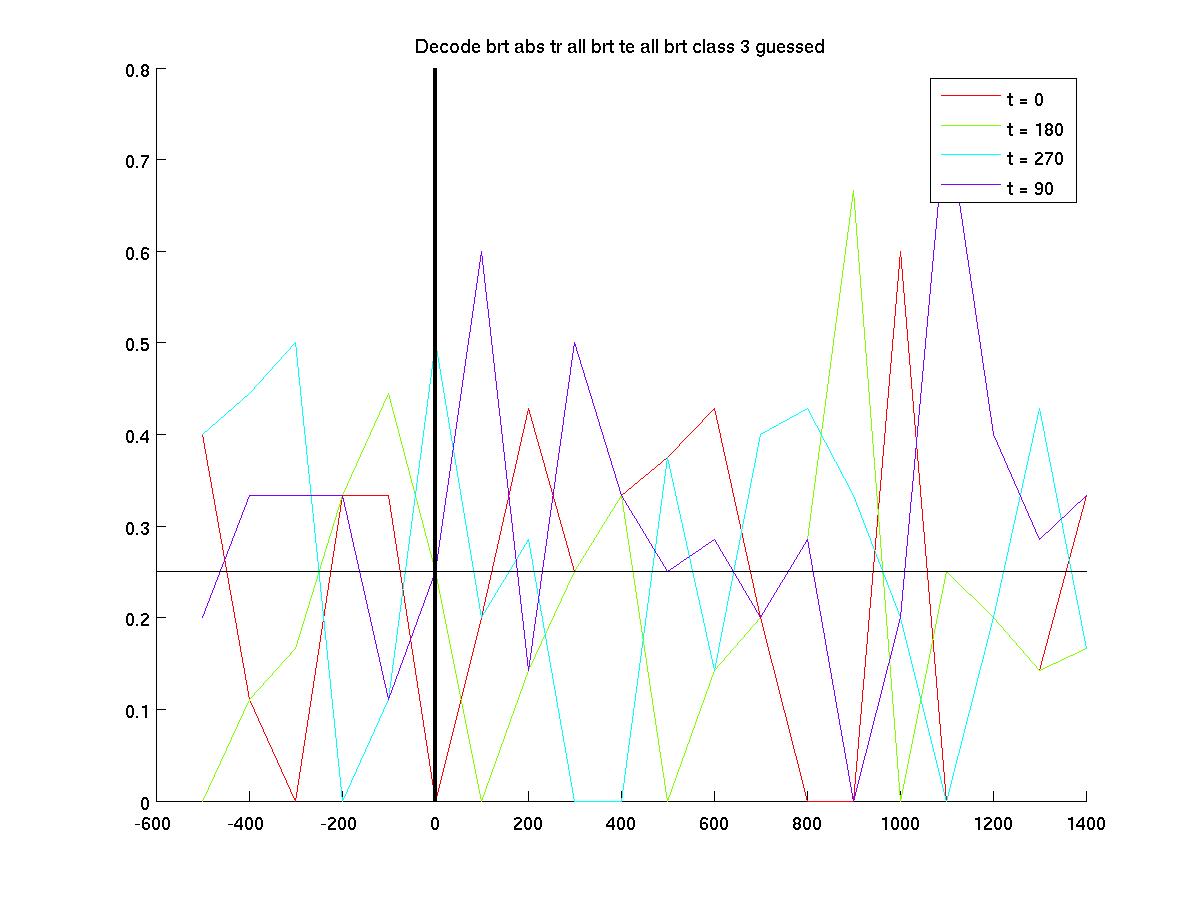 Decode brt abs tr all brt te all brt class 3 guessed
t = 0
t = 180
t = 270
t = 90
0.8
0.7
0.6
0.5
0.4
0.3
0.2
0.1
0
-600 -400 -200 0 200 400 600 800 1000 1200 1400